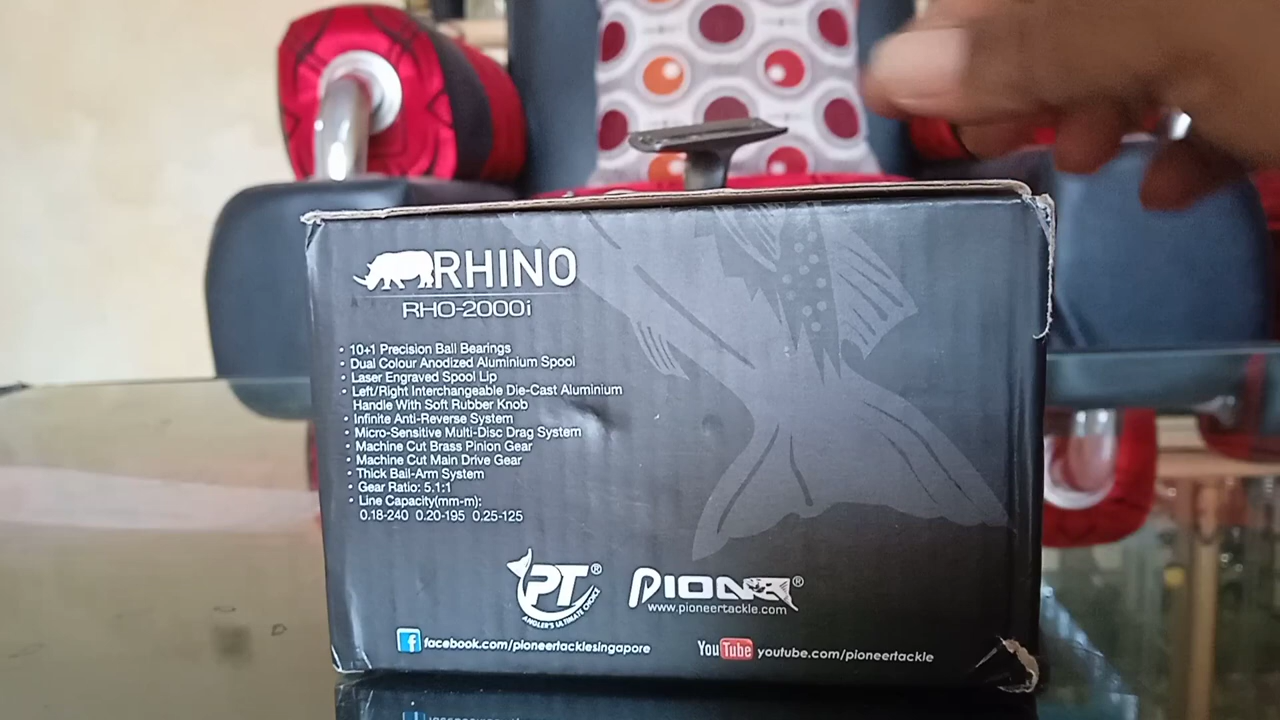 RHINO
RHO-2000i
• 10+1 Precision Ball Bearings
• Dual Colour Anodized Aluminium Spool
• Laser Engraved Spool Lip
• Left/Right Interchangeable Die-Cast Aluminium
Handle With Soft Rubber Knob
• Infinite Anti-Reverse System
• Micro-Sensitive Multi-Disc Drag System
• Machine Cut Brass Pinion Gear
• Machine Cut Main Drive Gear
• Thick Bail-Arm System
• Gear Ratio: 5.1:1
• Line Capacity(mm-m):
0.18-240 0.20-195 0.25-125
PT®
ANGLER'S ULTIMATE CHOICE
PIONEER®
www.pioneertackle.com
facebook.com/pioneertacklesingapore
YouTube youtube.com/pioneertackle